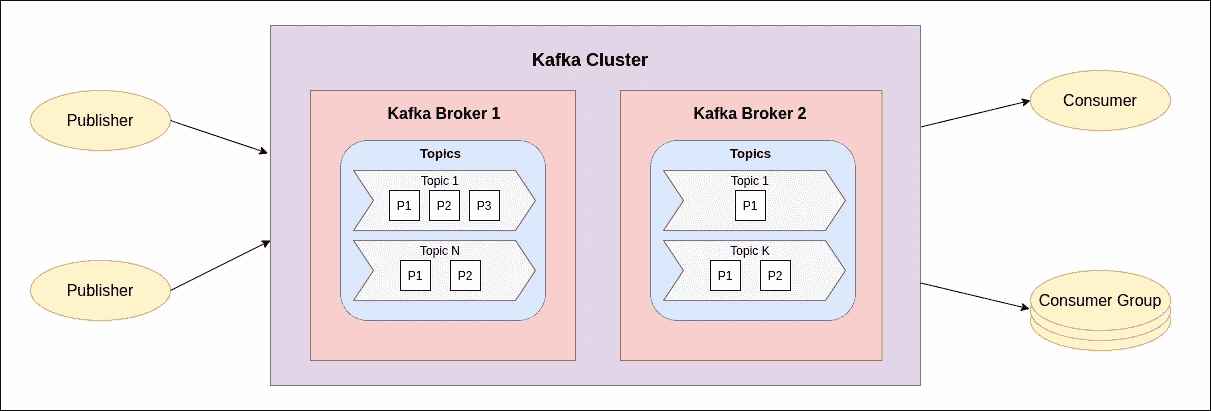 Kafka Cluster
Publisher
Publisher
Kafka Broker 1
Topics
Topic 1
P1 P2 P3
Topic N
P1 P2
Kafka Broker 2
Topics
Topic 1
P1
Topic K
P1 P2
Consumer
Consumer Group